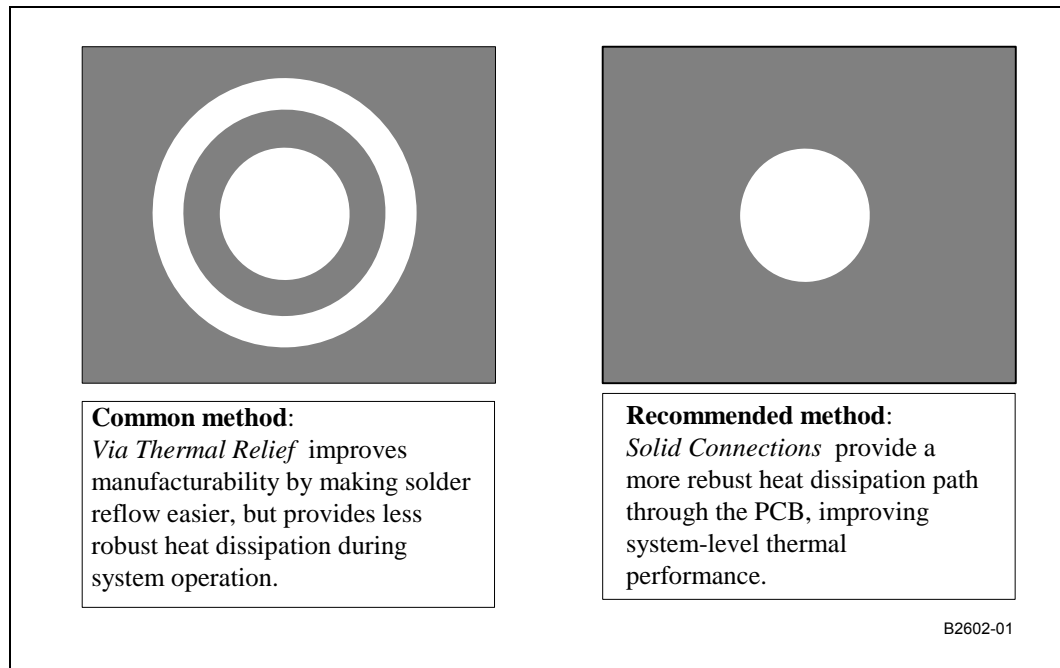 Common method:
Via Thermal Relief improves
manufacturability by making solder
reflow easier, but provides less
robust heat dissipation during
system operation.
Recommended method:
Solid Connections provide a
more robust heat dissipation path
through the PCB, improving
system-level thermal
performance.
B2602-01